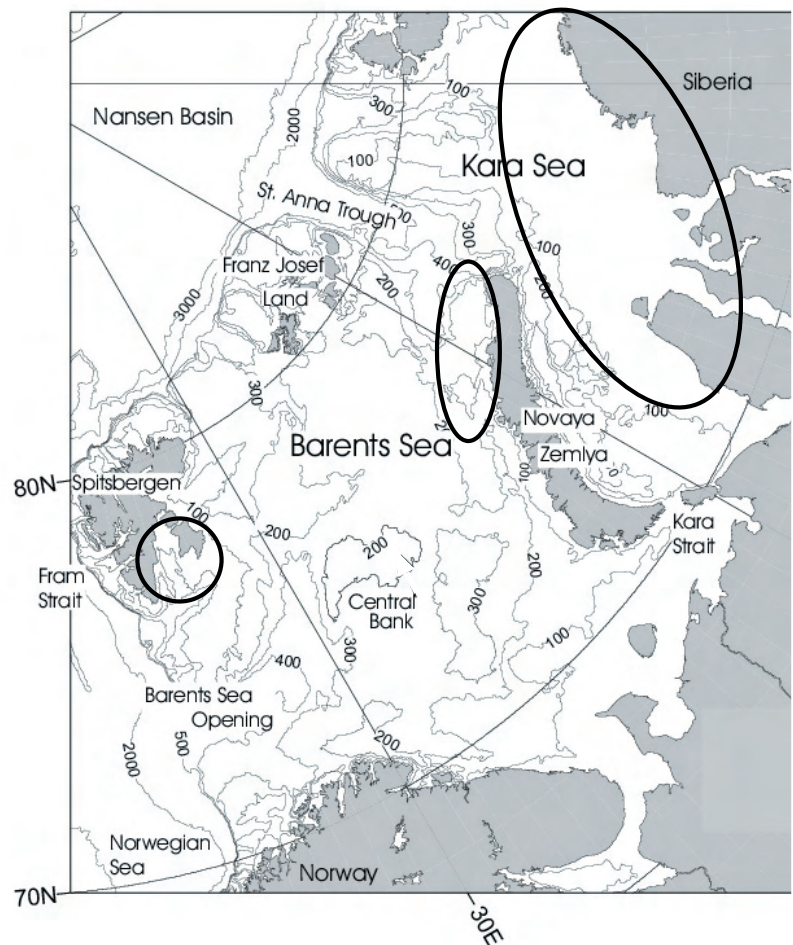 Siberia
100
Nansen Basin
300
2000
100
Kara Sea
St. Anna Trough
300
100
Franz Josef
400
200
200
Land
3000
300
100
Novaya
Barents Sea
Zemlya
100
80N
Spitsbergen
100
200
200
Kara
Strait
Fram
Strait
200
Central
Bank
300
300
100
400
Barents Sea
Opening
500
2000
200
Norwegian
Sea
Norway
70N
30E